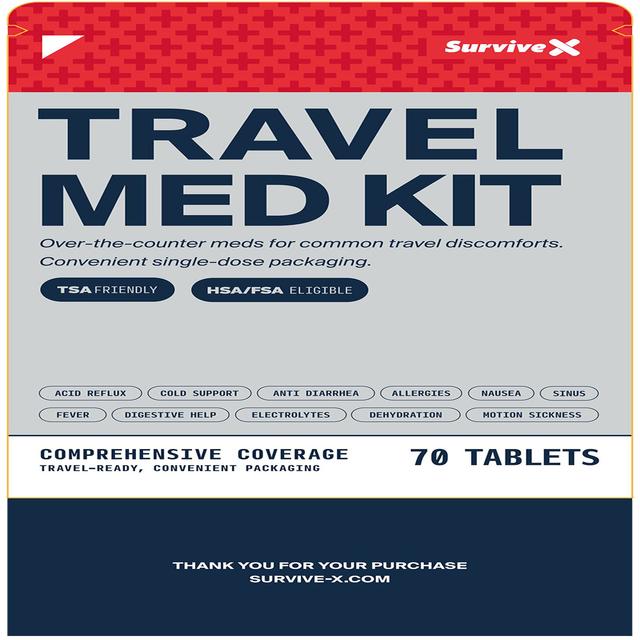 SurviveX
TRAVEL
MED KIT
Over-the-counter meds for common travel discomforts.
Convenient single-dose packaging.
TSA FRIENDLY HSA/FSA ELIGIBLE
ACID REFLUX COLD SUPPORT ANTI DIARRHEA ALLERGIES NAUSEA SINUS
FEVER DIGESTIVE HELP ELECTROLYTES DEHYDRATION MOTION SICKNESS
COMPREHENSIVE COVERAGE
TRAVEL-READY, CONVENIENT PACKAGING
70 TABLETS
THANK YOU FOR YOUR PURCHASE
SURVIVE-X.COM